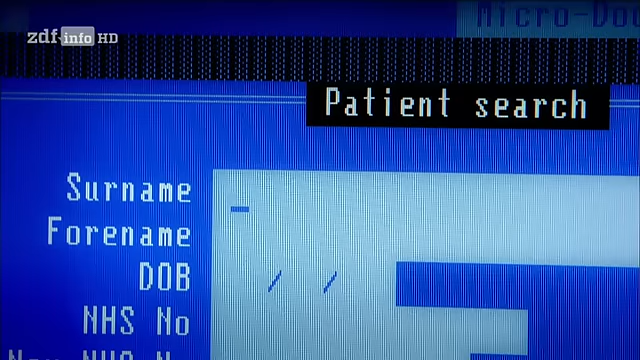 zdf info HD
Patient search
Surname
Forename
DOB / /
NHS No